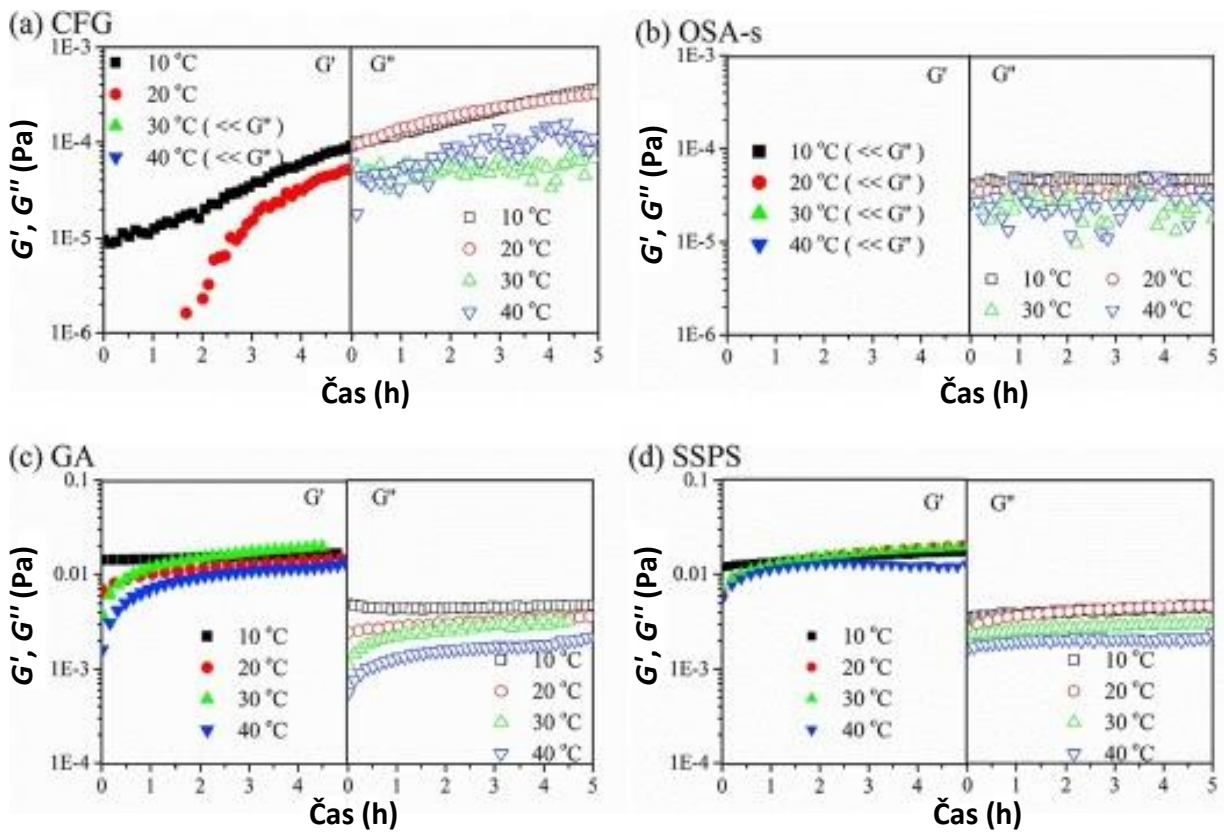 (a) CFG
1E-3
1E-4
1E-5
1E-6
G', G'' (Pa)
10 °C
20 °C
30 °C ( << G" )
40 °C ( << G" )
G'
G"
10 °C
20 °C
30 °C
40 °C
0 1 2 3 4 0 1 2 3 4 5
Čas (h)
(b) OSA-s
1E-3
1E-4
1E-5
1E-6
G', G'' (Pa)
10 °C ( << G" )
20 °C ( << G" )
30 °C ( << G" )
40 °C ( << G" )
G'
G"
10 °C 20 °C
30 °C 40 °C
0 1 2 3 4 0 1 2 3 4 5
Čas (h)
(c) GA
0.1
0.01
1E-3
1E-4
G', G'' (Pa)
G'
G"
10 °C
20 °C
30 °C
40 °C
10 °C
20 °C
30 °C
40 °C
0 1 2 3 4 0 1 2 3 4 5
Čas (h)
(d) SSPS
0.1
0.01
1E-3
1E-4
G', G'' (Pa)
G'
G"
10 °C
20 °C
30 °C
40 °C
10 °C
20 °C
30 °C
40 °C
0 1 2 3 4 0 1 2 3 4 5
Čas (h)